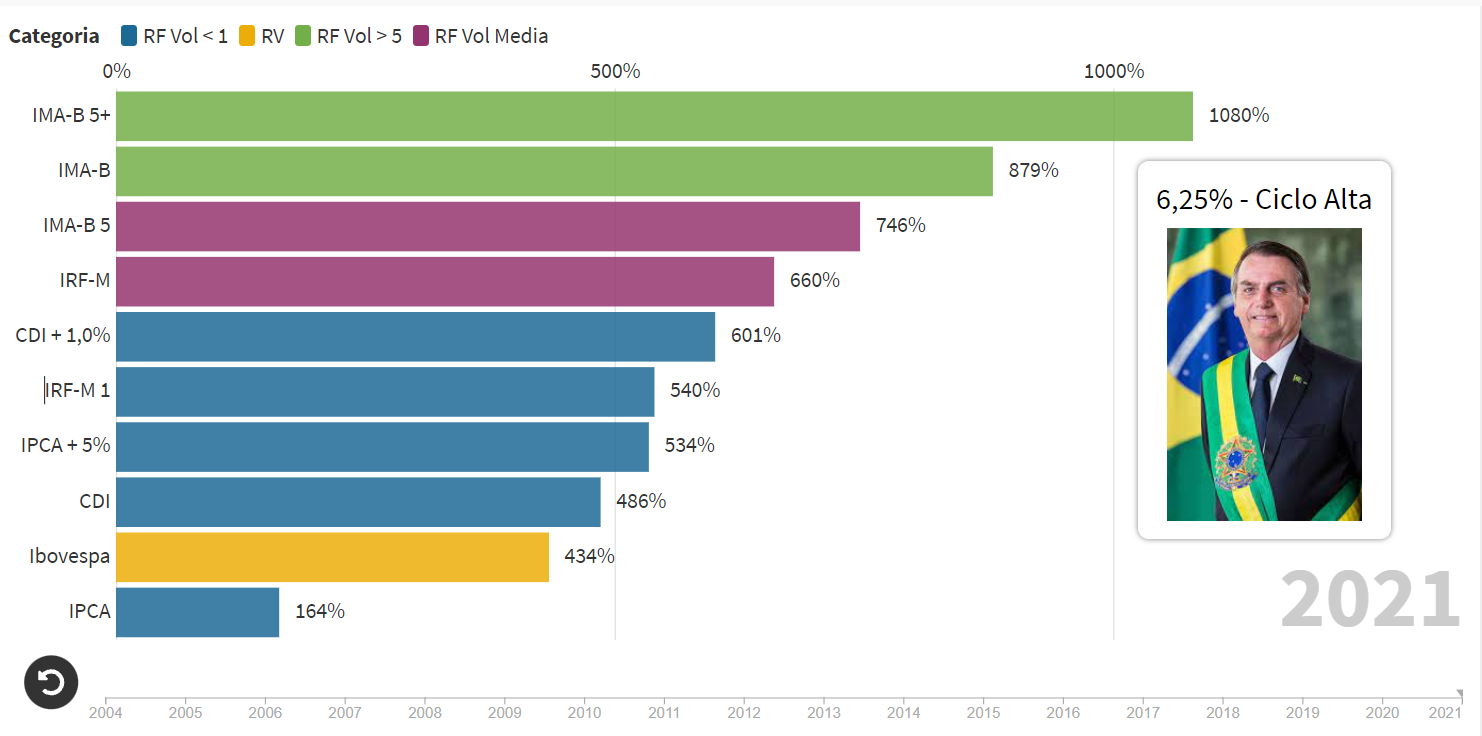 Categoria RF Vol < 1 RV RF Vol > 5 RF Vol Media
0% 500% 1000%
IMA-B 5+ 1080%
IMA-B 879%
IMA-B 5 746%
IRF-M 660%
CDI + 1,0% 601%
IRF-M 1 540%
IPCA + 5% 534%
CDI 486%
Ibovespa 434%
IPCA 164%
6,25% - Ciclo Alta
2021
2004 2005 2006 2007 2008 2009 2010 2011 2012 2013 2014 2015 2016 2017 2018 2019 2020 2021